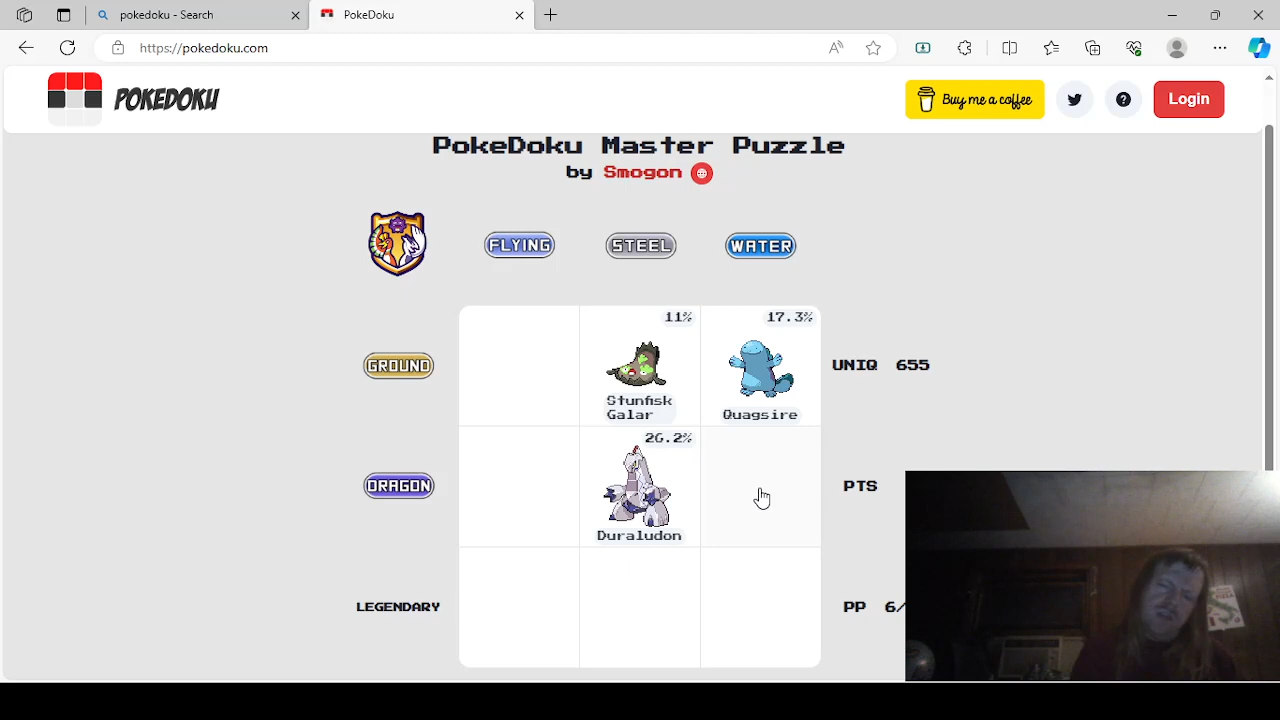 pokedoku - Search
PokeDoku
https://pokedoku.com
POKEDOKU
Buy me a coffee
Login
PokeDoku Master Puzzle
by Smogon
FLYING
STEEL
WATER
GROUND
11%
Stunfisk
Galar
17.3%
Quagsire
UNIQ 655
DRAGON
26.2%
Duraludon
PTS
LEGENDARY
PP 6/